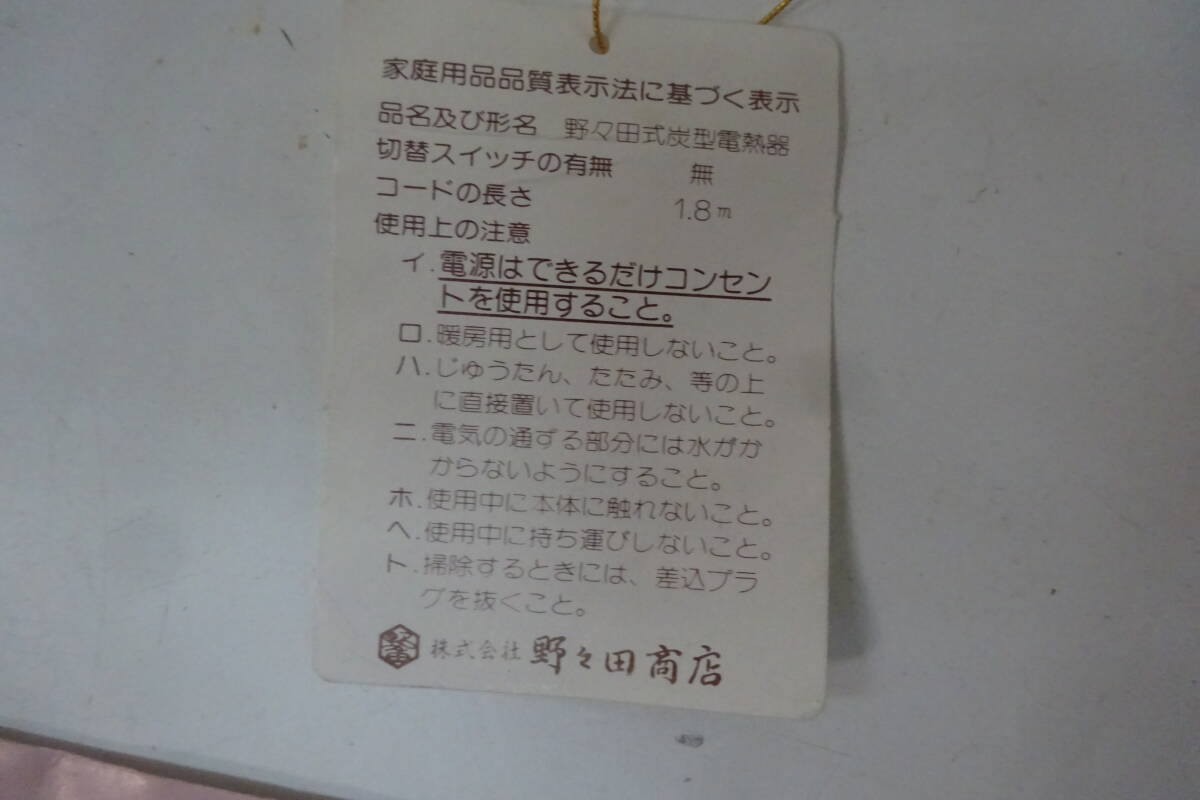 家庭用品品質表示法に基づく表示
品名及び形名 野々田式炭型電熱器
切替スイッチの有無 無
コードの長さ 1.8m
使用上の注意
イ.電源はできるだけコンセン
トを使用すること。
ロ.暖房用として使用しないこと。
ハ.じゅうたん、たたみ、等の上
に直接置いて使用しないこと。
ニ.電気の通ずる部分には水がか
からないようにすること。
ホ.使用中に本体に触れないこと。
ヘ.使用中に持ち運びしないこと。
ト.掃除するときには、差込プラ
グを抜くこと。
株式会社 野々田商店